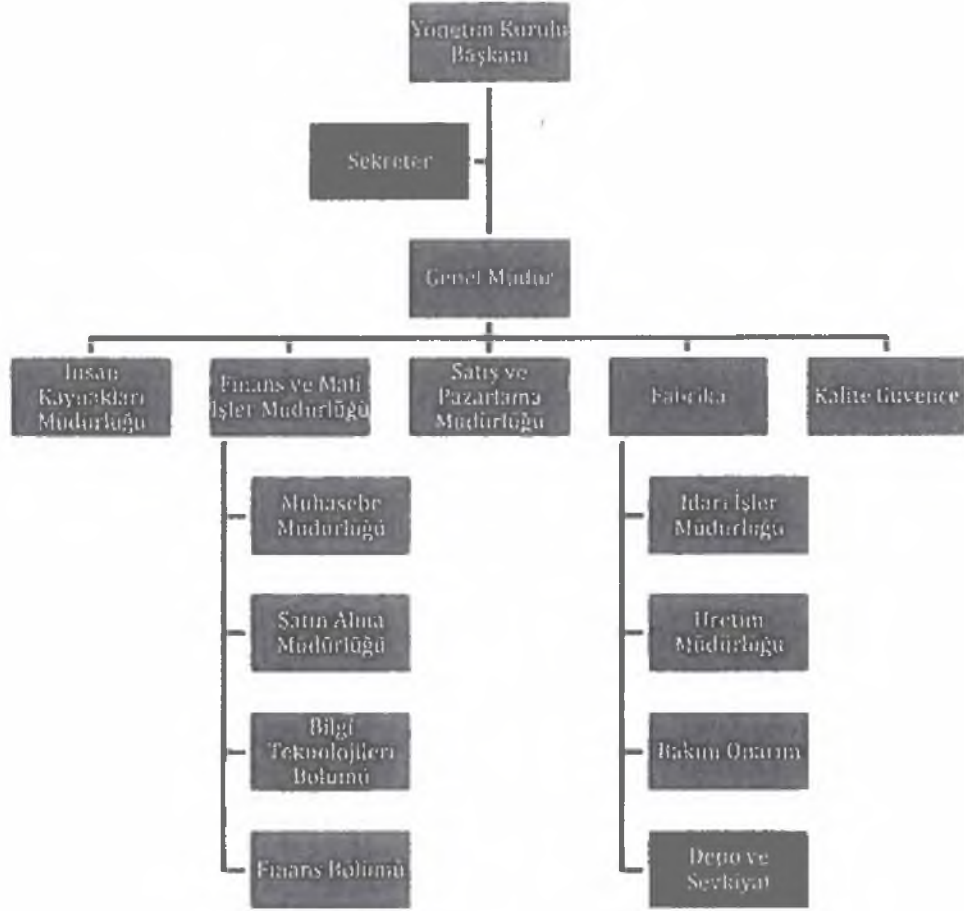 Yönetim Kurulu
Başkanı
Sekreter
Genel Müdür
İnsan
Kaynakları
Müdürlüğü
Finans ve Mali
İşler Müdürlüğü
Satış ve
Pazarlama
Müdürlüğü
Fabrika
Kalite Güvence
Muhasebe
Müdürlüğü
Satın Alma
Müdürlüğü
Bilgi
Teknolojileri
Bölümü
Finans Bölümü
İdari İşler
Müdürlüğü
Üretim
Müdürlüğü
Bakım Onarım
Depo ve
Sevkiyat